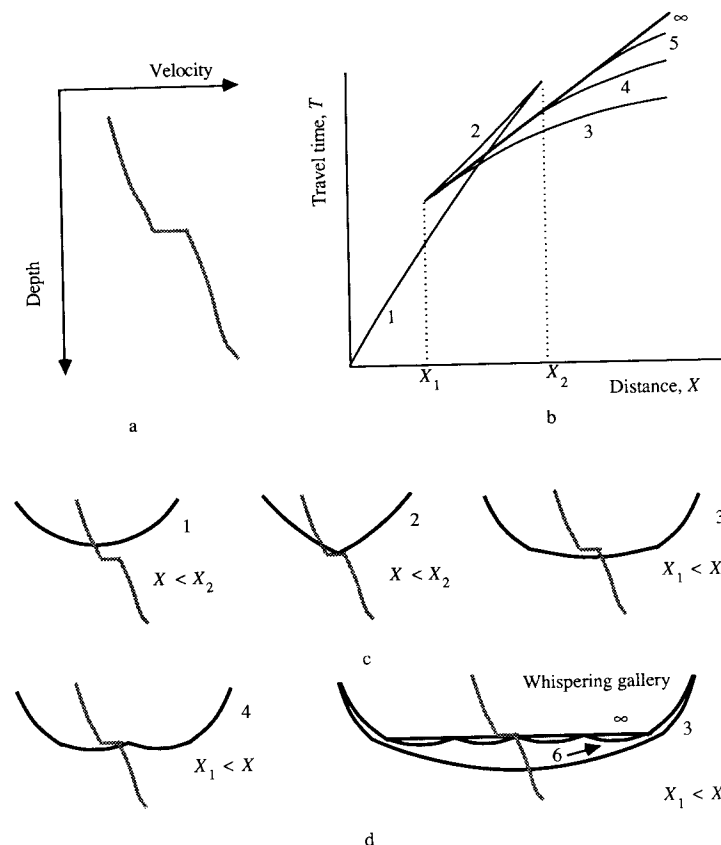 Velocity
Depth
a
Travel time, T
∞
5
4
3
2
1
X₁
X₂
Distance, X
b
1
X < X₂
2
X < X₂
3
X₁ < X
c
4
X₁ < X
Whispering gallery
∞
3
6
X₁ < X
d